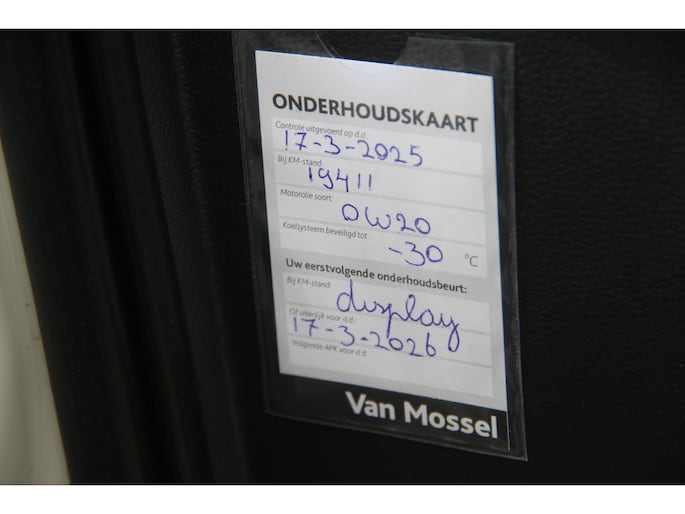 ONDERHOUDSKAART
Controle uitgevoerd op d.d.
17-3-2025
Bij KM-stand:
19411
Motorolie soort:
0W20
Koelsysteem beveiligd tot:
-30 °C
Uw eerstvolgende onderhoudsbeurt:
Bij KM-stand
display
Of uiterlijk voor d.d.:
17-3-2026
Volgende APK voor d.d.
Van Mossel